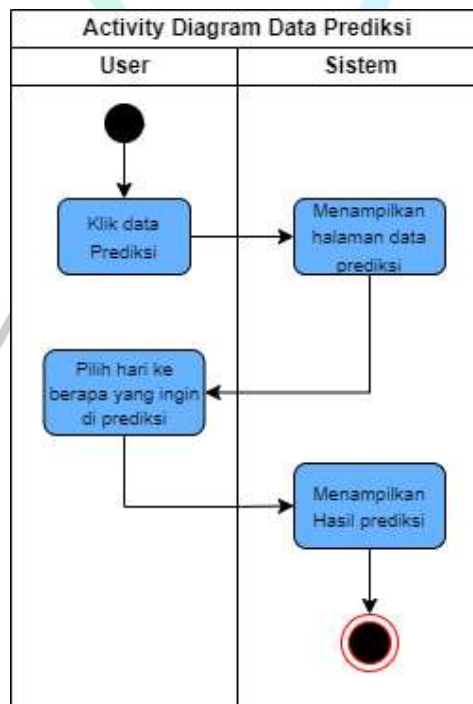 Activity Diagram Data Prediksi
User
Sistem
Klik data
Prediksi
Menampilkan
halaman data
prediksi
Pilih hari ke
berapa yang ingin
di prediksi
Menampilkan
Hasil prediksi